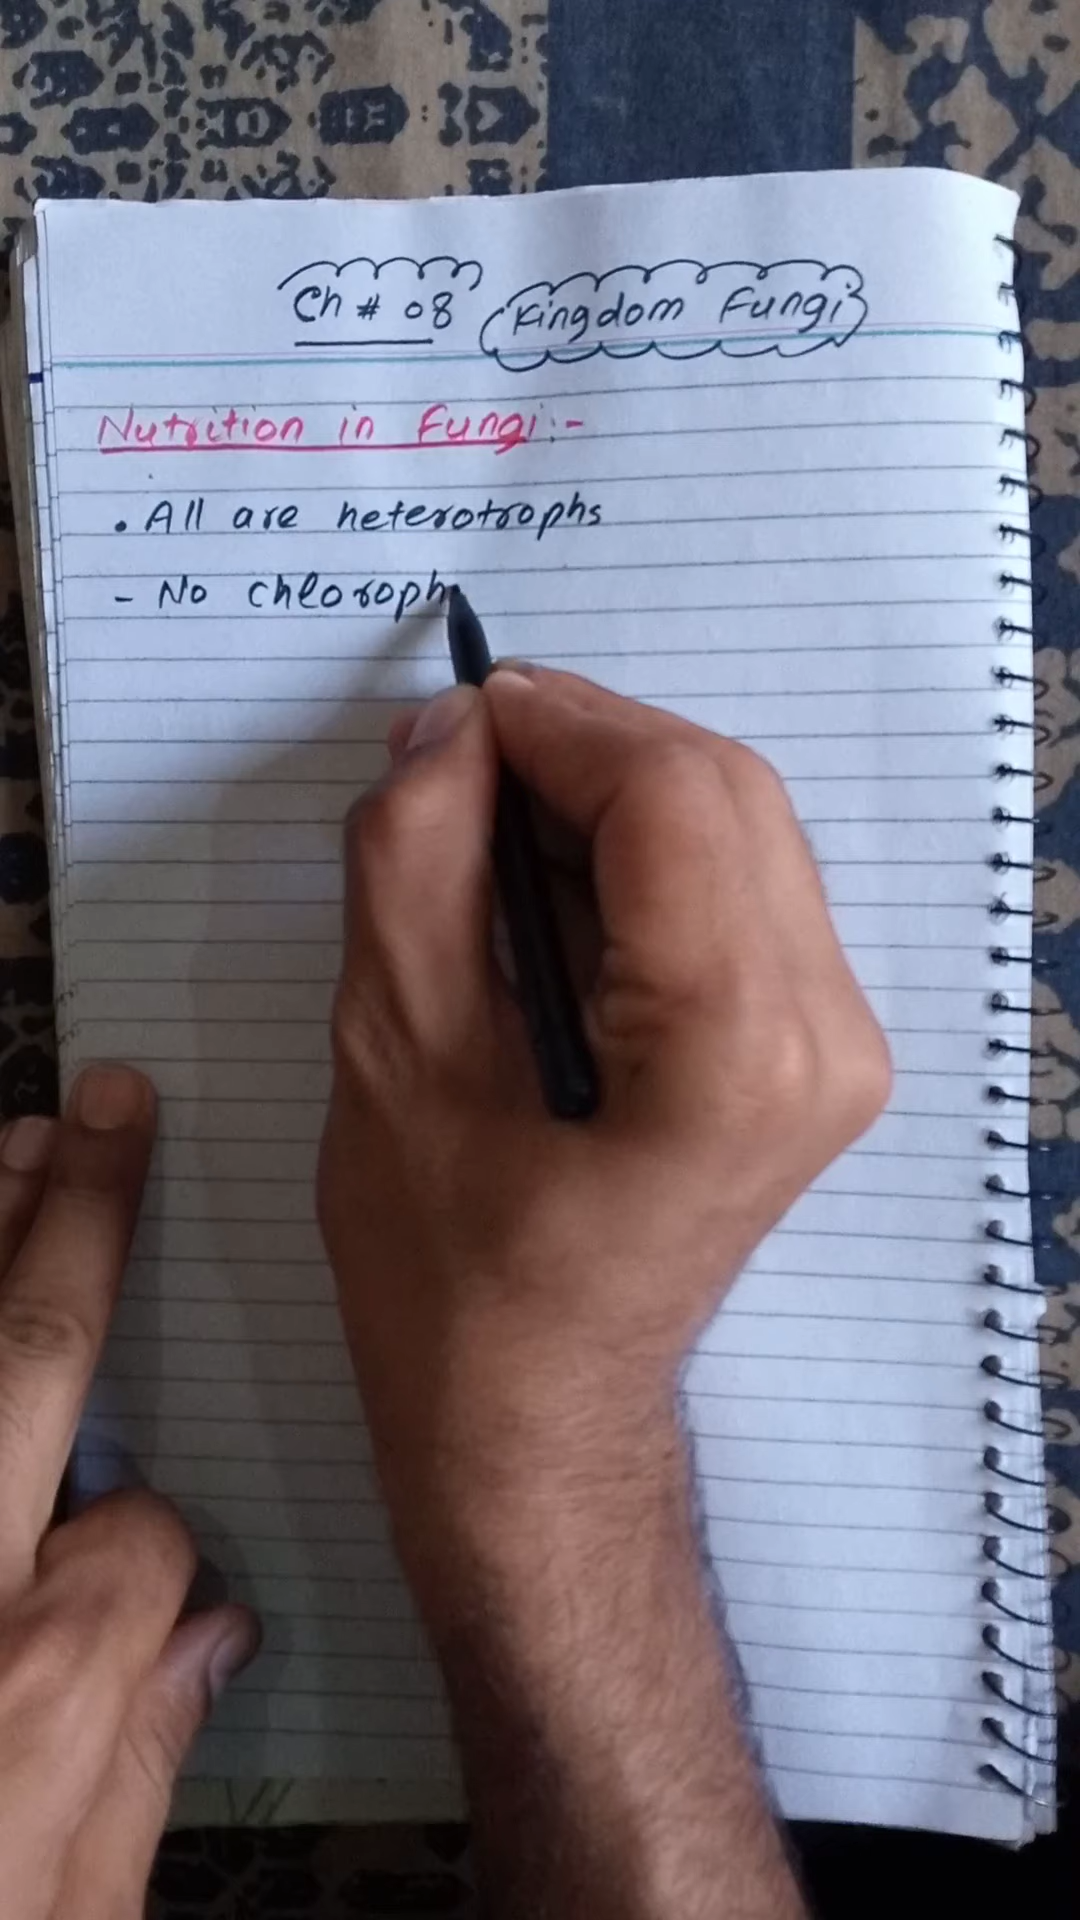 Ch # 08 Kingdom Fungi
Nutrition in Fungi:-
. All are heterotrophs
- No chloroph